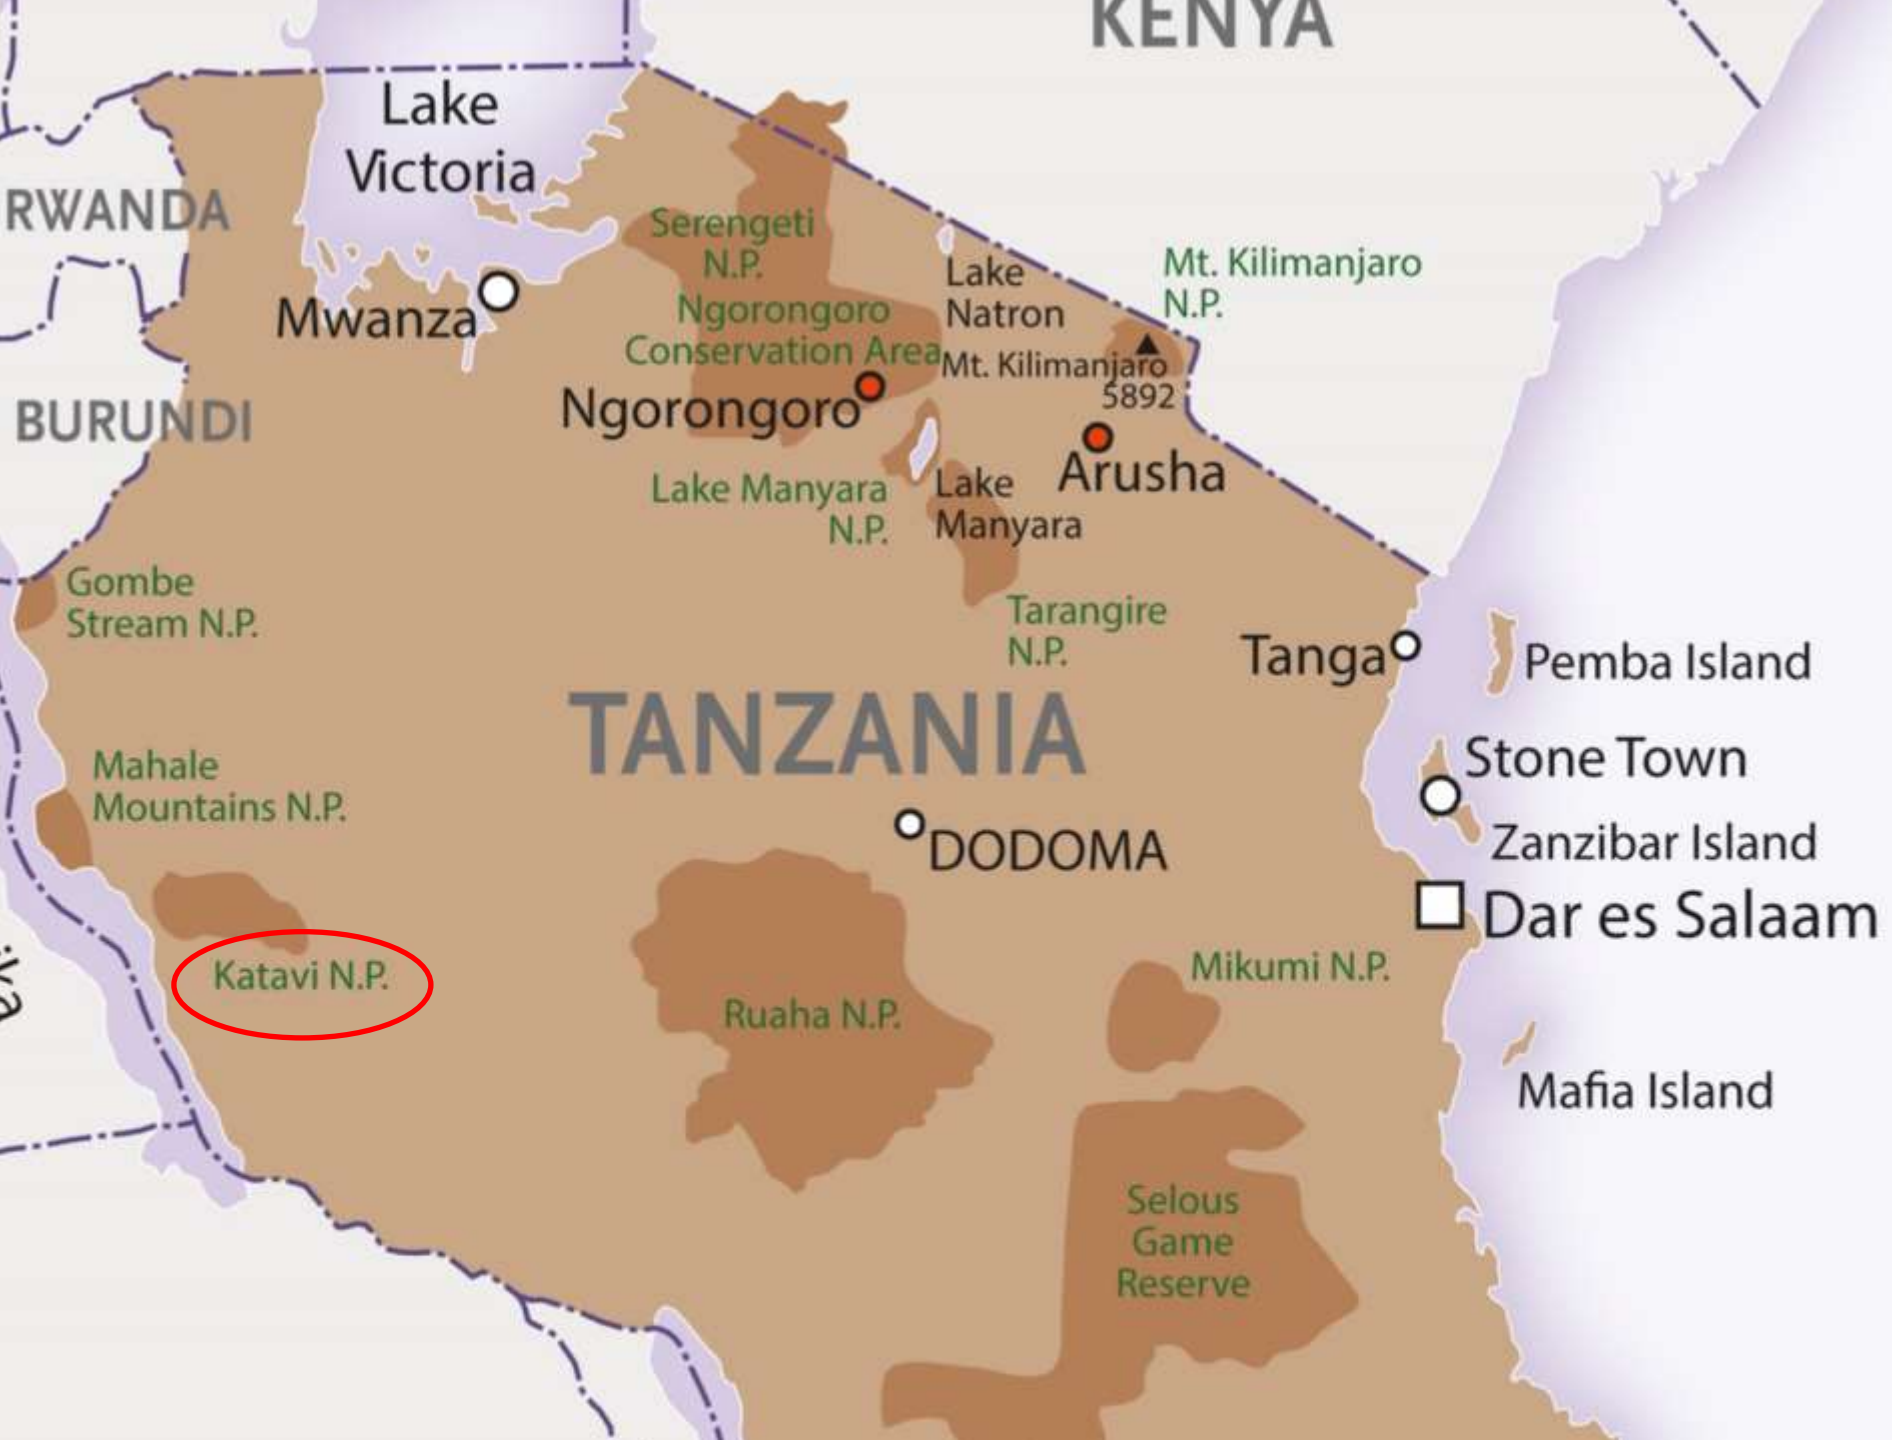 KENYA
Lake
Victoria
RWANDA
Serengeti
N.P.
Mt. Kilimanjaro
N.P.
Lake
Natron
Mwanza
Ngorongoro
Conservation Area
Mt. Kilimanjaro
5892
Ngorongoro
BURUNDI
Arusha
Lake Manyara
N.P.
Lake
Manyara
Gombe
Stream N.P.
Tarangire
N.P.
Tanga
Pemba Island
TANZANIA
Stone Town
Mahale
Mountains N.P.
DODOMA
Zanzibar Island
Dar es Salaam
Katavi N.P.
Mikumi N.P.
Ruaha N.P.
ika
Mafia Island
Selous
Game
Reserve